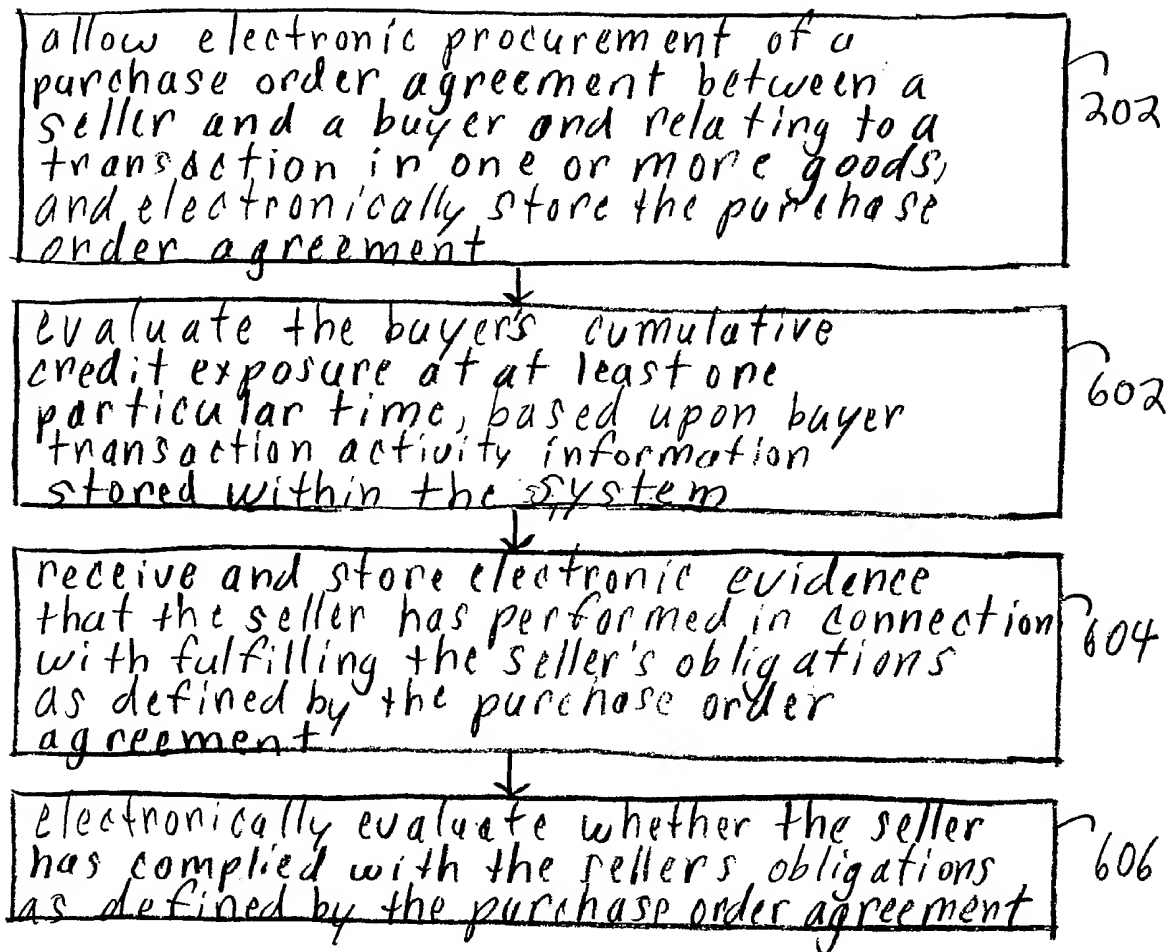 allow electronic procurement of a
purchase order agreement between a
seller and a buyer and relating to a
transaction in one or more goods,
and electronically store the purchase
order agreement
202
evaluate the buyer's cumulative
credit exposure at at least one
particular time, based upon buyer
transaction activity information
stored within the system
602
receive and store electronic evidence
that the seller has performed in connection
with fulfilling the seller's obligations
as defined by the purchase order
agreement
604
electronically evaluate whether the seller
has complied with the sellers obligations
as defined by the purchase order agreement
606